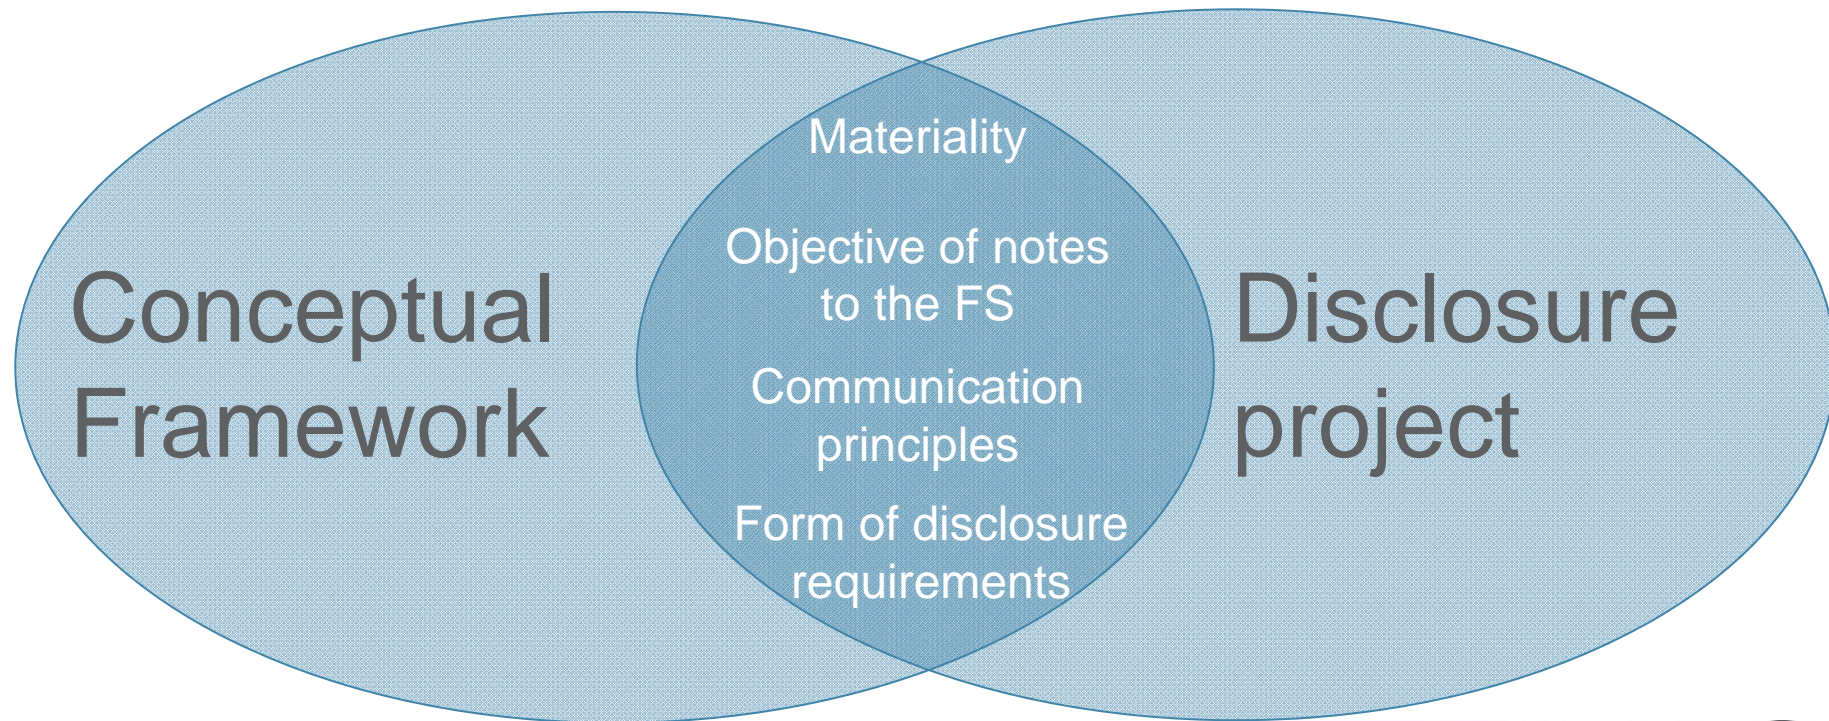 Conceptual
Framework
Materiality
Objective of notes
to the FS
Communication
principles
Form of disclosure
requirements
Disclosure
project